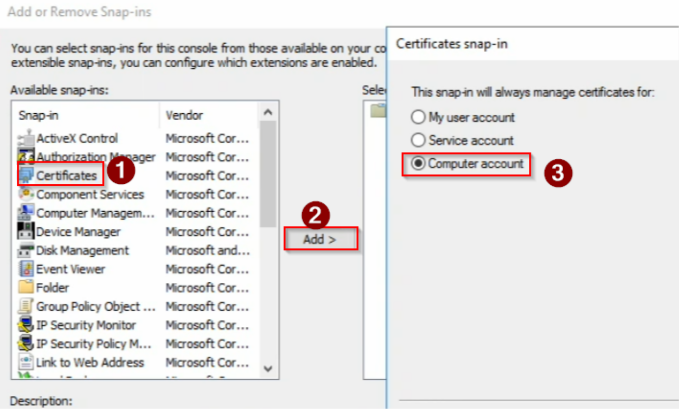 Add or Remove Snap-ins
You can select snap-ins for this console from those available on your co
extensible snap-ins, you can configure which extensions are enabled.
Available snap-ins:
Selec
Snap-in Vendor
ActiveX Control Microsoft Cor...
Authorization Manager Microsoft Cor...
Certificates Microsoft Cor...
1
Component Services Microsoft Cor...
Computer Managem... Microsoft Cor...
Device Manager Microsoft Cor...
Disk Management Microsoft and...
Event Viewer Microsoft Cor...
Folder Microsoft Cor...
Group Policy Object ... Microsoft Cor...
IP Security Monitor Microsoft Cor...
IP Security Policy M... Microsoft Cor...
Link to Web Address Microsoft Cor...
2
Add >
Description:
Certificates snap-in
This snap-in will always manage certificates for:
My user account
Service account
Computer account
3